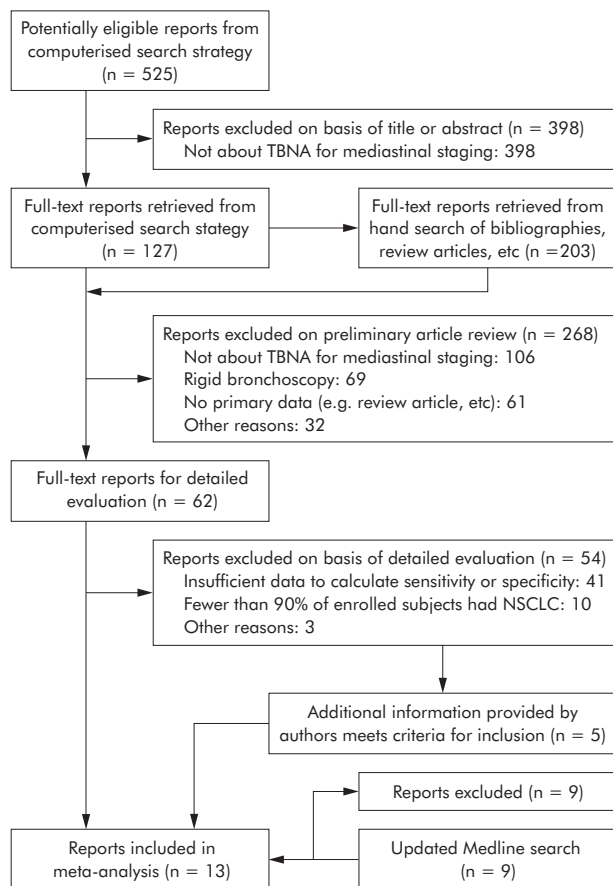 Potentially eligible reports from
computerised search strategy
(n = 525)
Reports excluded on basis of title or abstract (n = 398)
Not about TBNA for mediastinal staging: 398
Full-text reports retrieved from
computerised search stategy
(n = 127)
Full-text reports retrieved from
hand search of bibliographies,
review articles, etc (n =203)
Reports excluded on preliminary article review (n = 268)
Not about TBNA for mediastinal staging: 106
Rigid bronchoscopy: 69
No primary data (e.g. review article, etc): 61
Other reasons: 32
Full-text reports for detailed
evaluation (n = 62)
Reports excluded on basis of detailed evaluation (n = 54)
Insufficient data to calculate sensitivity or specificity: 41
Fewer than 90% of enrolled subjects had NSCLC: 10
Other reasons: 3
Additional information provided by
authors meets criteria for inclusion (n = 5)
Reports excluded (n = 9)
Reports included in
meta-analysis (n = 13)
Updated Medline search
(n = 9)